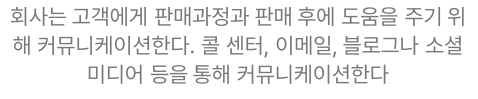 회사는 고객에게 판매과정과 판매 후에 도움을 주기 위
해 커뮤니케이션한다. 콜 센터, 이메일, 블로그나 소셜
미디어 등을 통해 커뮤니케이션한다